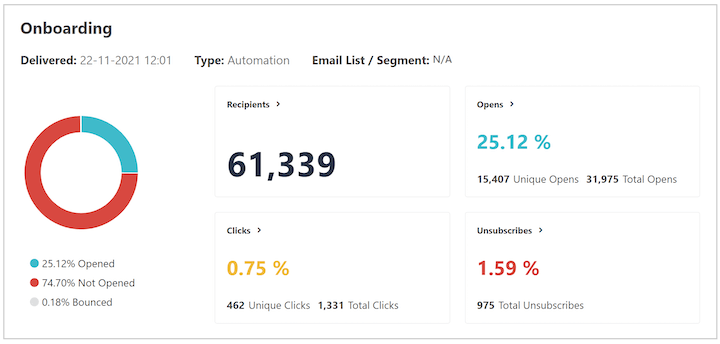 Onboarding
Delivered: 22-11-2021 12:01 Type: Automation Email List / Segment: N/A
Recipients >
61,339
Opens >
25.12 %
15,407 Unique Opens 31,975 Total Opens
25.12% Opened
74.70% Not Opened
0.18% Bounced
Clicks >
0.75 %
462 Unique Clicks 1,331 Total Clicks
Unsubscribes >
1.59 %
975 Total Unsubscribes